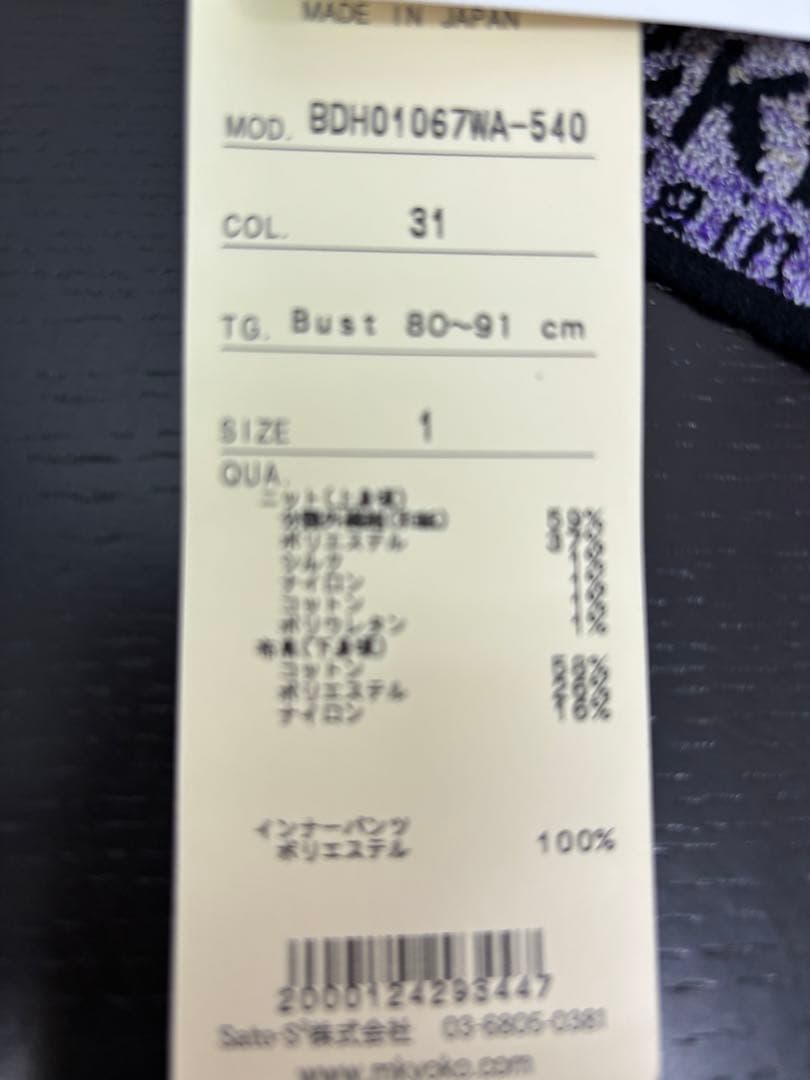 MADE IN JAPAN
MOD. BDH01067WA-540
COL. 31
TG. Bust 80~91 cm
SIZE 1
QUA.
ニット(上身頃)
59%
ポリエステル 37%
シルク 1%
ナイロン 1%
コットン 1%
ポリウレタン 1%
布帛(下身頃)
コットン
ポリエステル
ナイロン 16%
インナーパンツ
ポリエステル 100%
2000124293447
Sato-S²株式会社 03-6805-0381
www.mkyoko.com